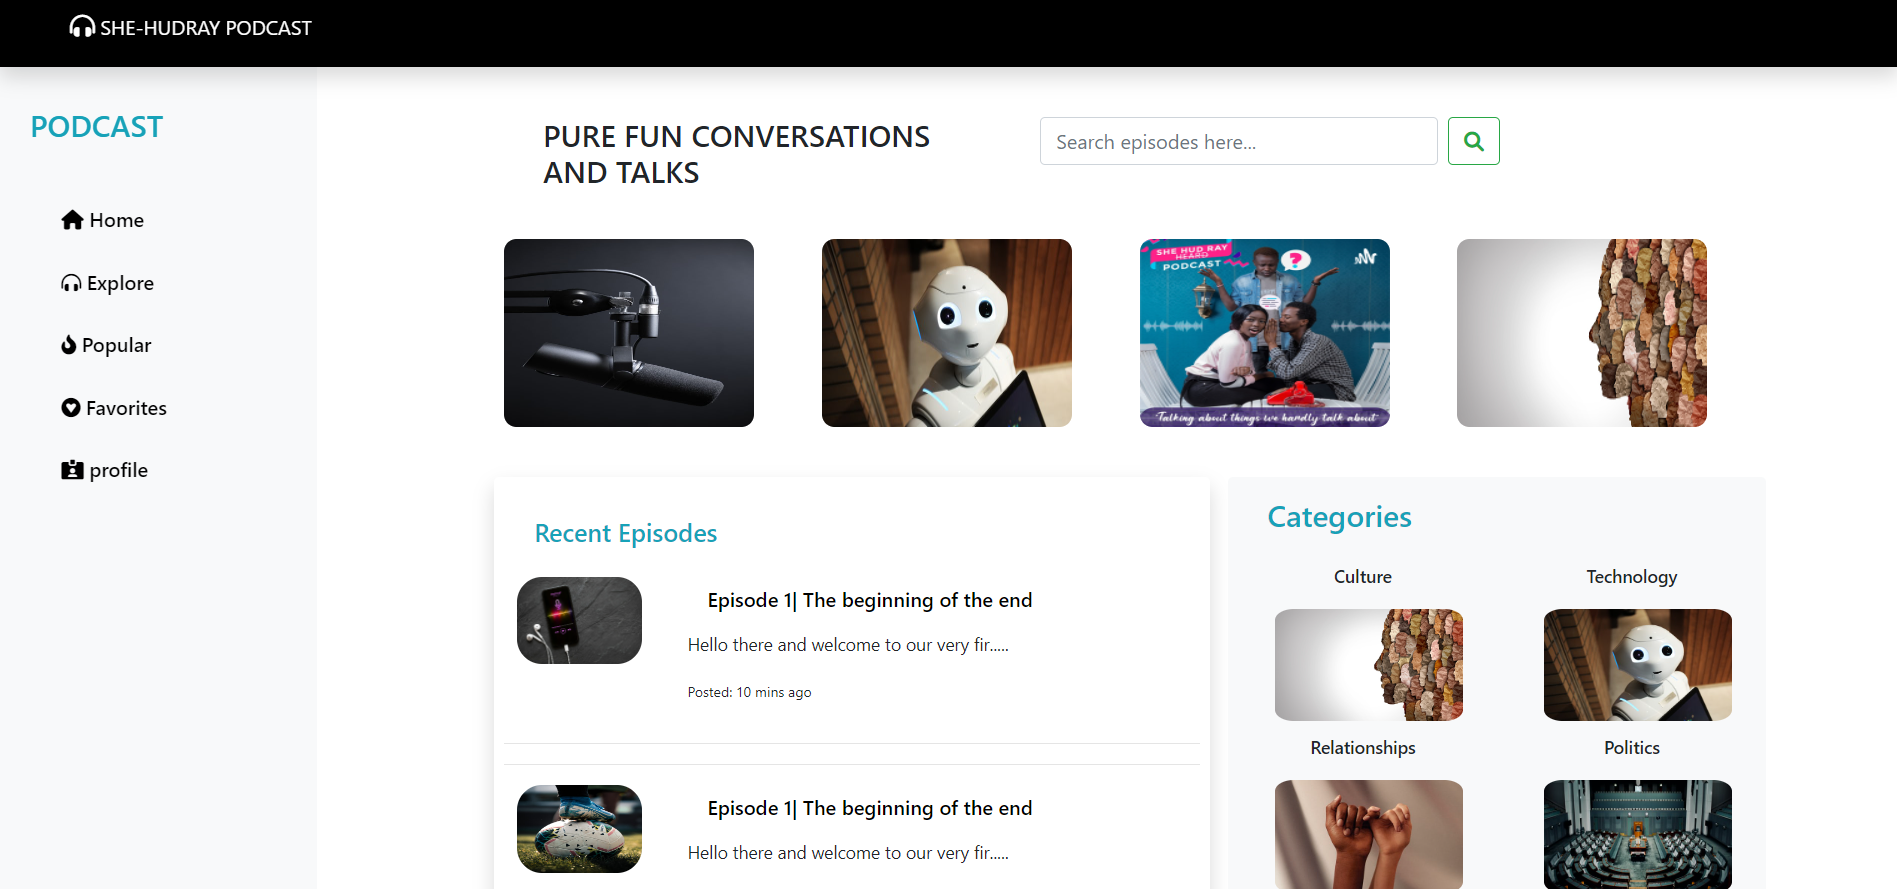 SHE-HUDRAY PODCAST
PODCAST
Home
Explore
Popular
Favorites
profile
PURE FUN CONVERSATIONS
AND TALKS
Search episodes here...
SHE HUD RAY
HEARD
PODCAST
?
Talking about things we hardly talk about
Recent Episodes
Episode 1| The beginning of the end
Hello there and welcome to our very fir.....
Posted: 10 mins ago
Episode 1| The beginning of the end
Hello there and welcome to our very fir.....
Categories
Culture
Technology
Relationships
Politics